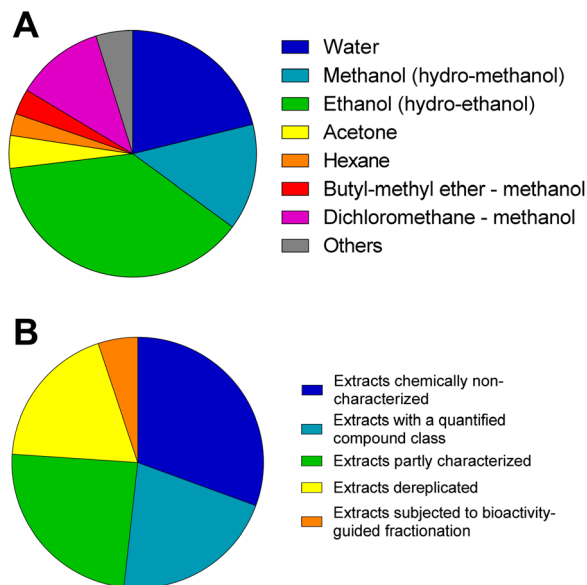 A
Water
Methanol (hydro-methanol)
Ethanol (hydro-ethanol)
Acetone
Hexane
Butyl-methyl ether - methanol
Dichloromethane - methanol
Others
B
Extracts chemically non-
characterized
Extracts with a quantified
compound class
Extracts partly characterized
Extracts dereplicated
Extracts subjected to bioactivity-
guided fractionation